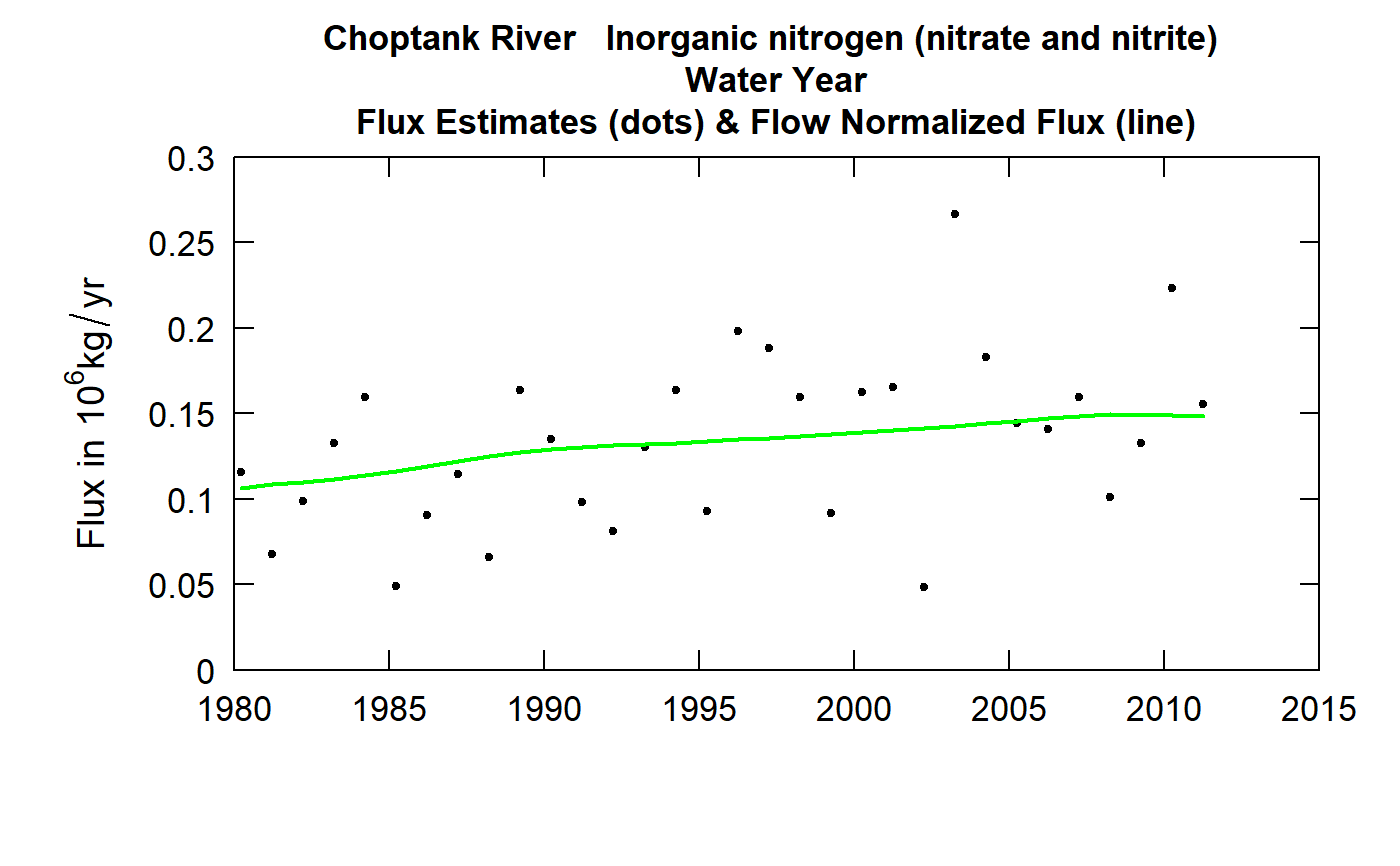 Choptank River   Inorganic nitrogen (nitrate and nitrite)
Water Year
Flux Estimates (dots) & Flow Normalized Flux (line)
0.3
0.25
0.2
0.15
0.1
0.05
0
Flux in 10⁶kg/yr
1980 1985 1990 1995 2000 2005 2010 2015